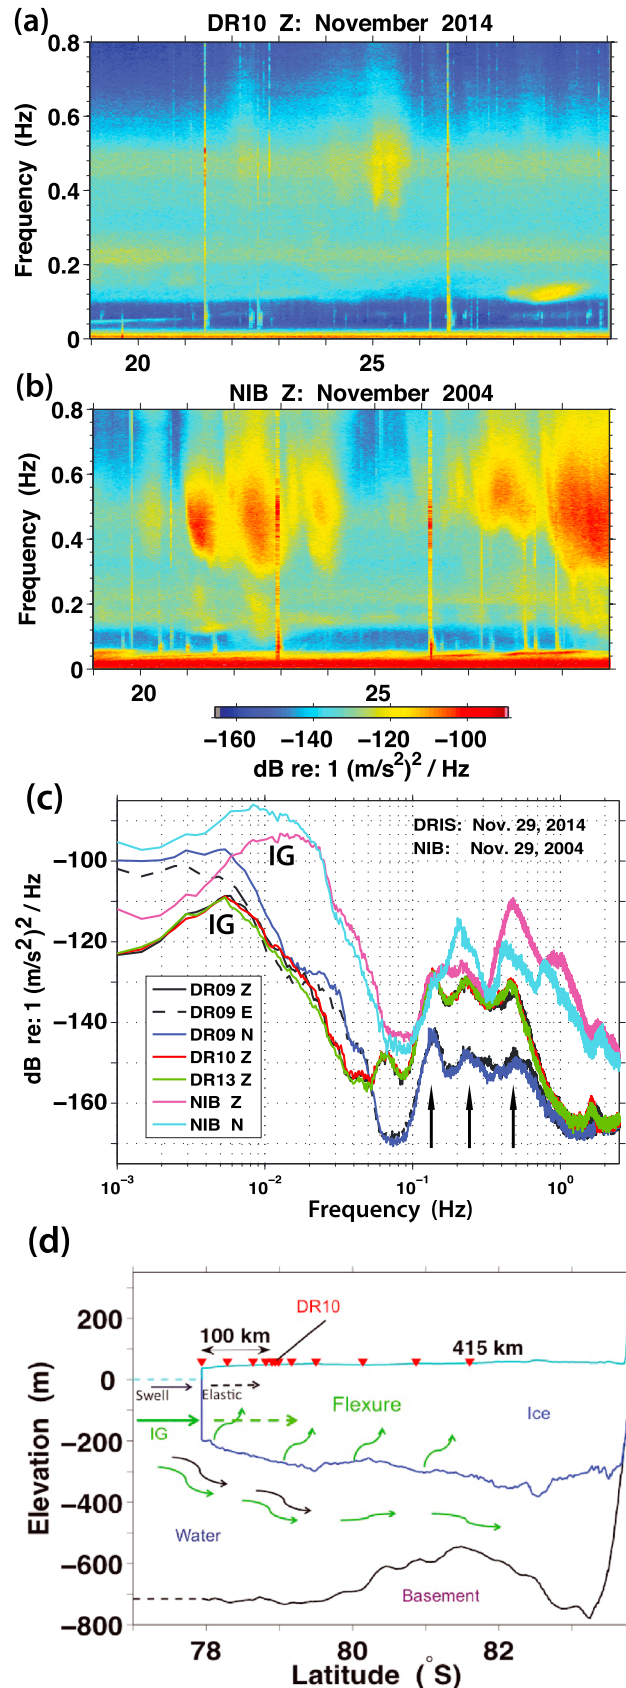 (a)
DR10 Z: November 2014
0.8
0.6
0.4
0.2
0
Frequency (Hz)
20 25
(b)
NIB Z: November 2004
0.8
0.6
0.4
0.2
0
Frequency (Hz)
20 25
−160 −140 −120 −100
dB re: 1 (m/s²)² / Hz
(c)
DRIS: Nov. 29, 2014
NIB: Nov. 29, 2004
−100
−120
−140
−160
dB re: 1 (m/s²)² / Hz
IG
IG
DR09 Z
DR09 E
DR09 N
DR10 Z
DR13 Z
NIB Z
NIB N
10⁻³ 10⁻² 10⁻¹ 10⁰
Frequency (Hz)
(d)
200
0
−200
−400
−600
−800
Elevation (m)
DR10
100 km
415 km
Swell
Elastic
Flexure
Ice
IG
Water
Basement
78 80 82
Latitude (°S)